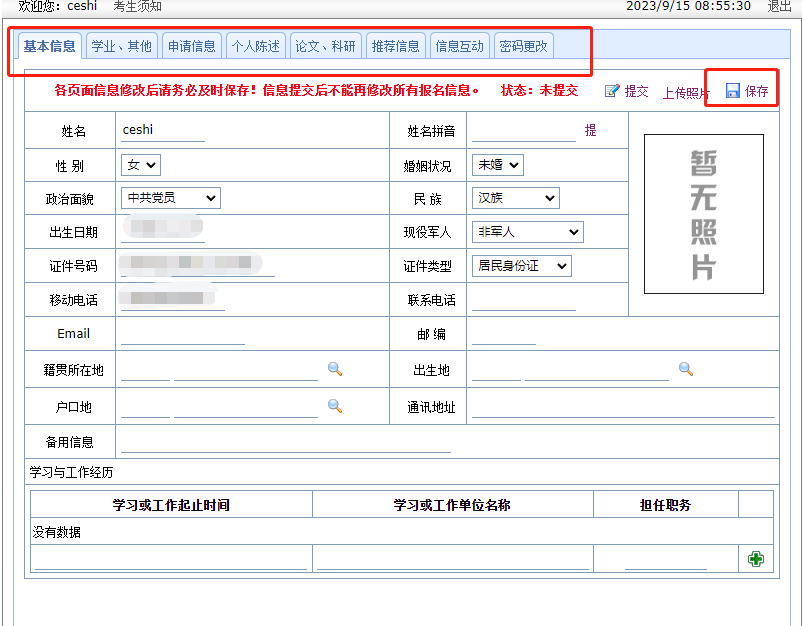 欢迎您: ceshi 考生须知 2023/9/15 08:55:30 退出
基本信息 学业、其他 申请信息 个人陈述 论文、科研 推荐信息 信息互动 密码更改
各页面信息修改后请务必及时保存！信息提交后不能再修改所有报名信息。 状态：未提交 提交 上传照片 保存
姓名 ceshi 姓名拼音 提
性 别 女 婚姻状况 未婚
政治面貌 中共党员 民 族 汉族
出生日期 现役军人 非军人
证件号码 证件类型 居民身份证
移动电话 联系电话
暂
无
照
片
Email 邮 编
籍贯所在地 出生地
户口地 通讯地址
备用信息
学习与工作经历
学习或工作起止时间 学习或工作单位名称 担任职务
没有数据